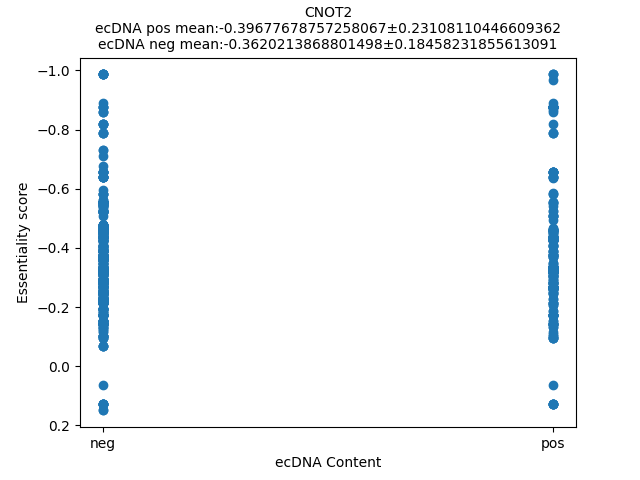 CNOT2
ecDNA pos mean:-0.39677678757258067±0.23108110446609362
ecDNA neg mean:-0.3620213868801498±0.18458231855613091
−1.0
−0.8
−0.6
−0.4
−0.2
0.0
0.2
Essentiality score
neg
pos
ecDNA Content